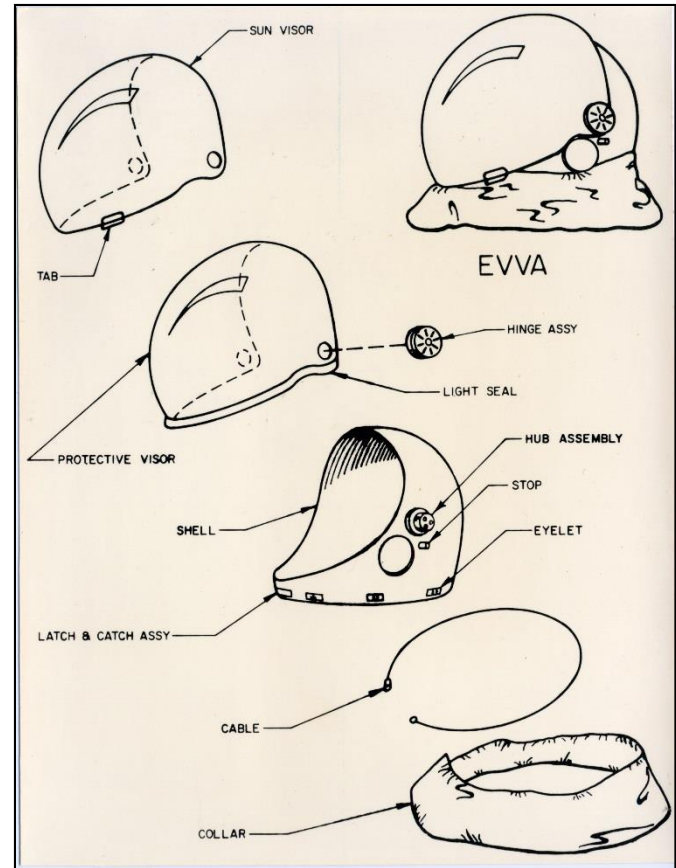 SUN VISOR
TAB
EVVA
HINGE ASSY
LIGHT SEAL
PROTECTIVE VISOR
HUB ASSEMBLY
STOP
SHELL
EYELET
LATCH & CATCH ASSY
CABLE
COLLAR